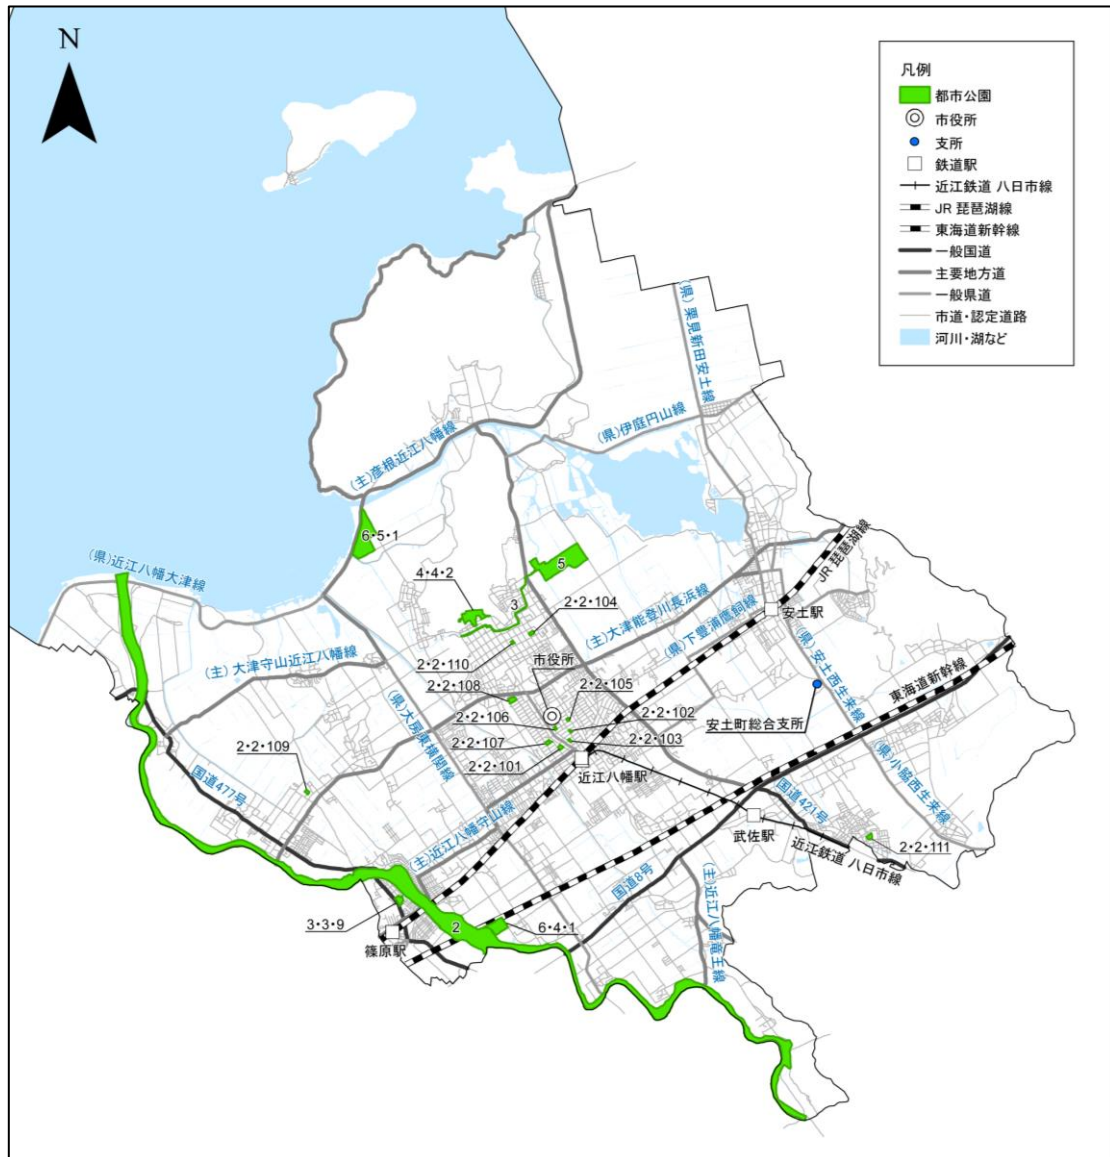 N
凡例
都市公園
市役所
支所
鉄道駅
近江鉄道 八日市線
JR 琵琶湖線
東海道新幹線
一般国道
主要地方道
一般県道
市道・認定道路
河川・湖など
(県)栗見新田安土線
(県)伊庭円山線
(主)彦根近江八幡線
6・5・1
JR 琵琶湖線
(県)近江八幡大津線
5
4・4・2
3
2・2・104
(主)大津能登川長浜線
(県)下豊浦鷹飼線
安土駅
(主)大津守山近江八幡線
2・2・110
市役所
(県)安土西生来線
東海道新幹線
2・2・108
2・2・105
(県)大房東横関線
2・2・106
2・2・102
安土町総合支所
2・2・107
2・2・103
2・2・109
2・2・101
近江八幡駅
(県)小脇西生来線
国道477号
国道421号
武佐駅
(主)近江八幡守山線
近江鉄道 八日市線
2・2・111
国道8号
(主)近江八幡竜王線
3・3・9
2
6・4・1
篠原駅